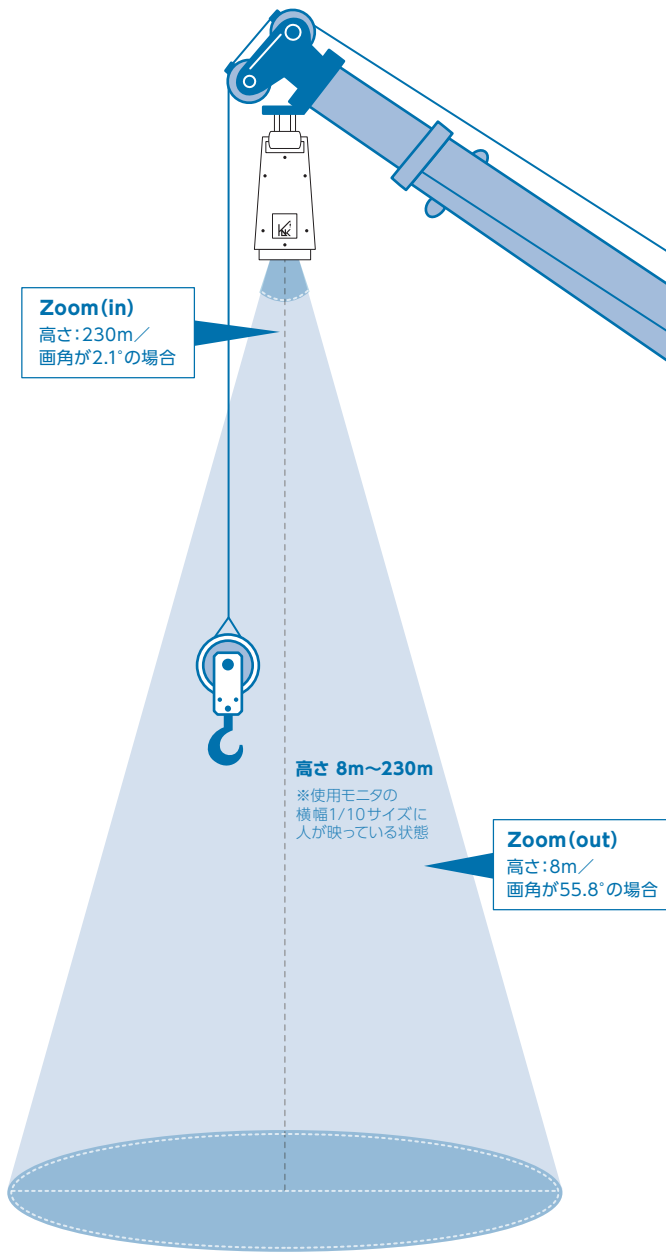 Zoom(in)
高さ:230m／
画角が2.1°の場合
高さ 8m〜230m
※使用モニタの
横幅1/10サイズに
人が映っている状態
Zoom(out)
高さ:8m／
画角が55.8°の場合